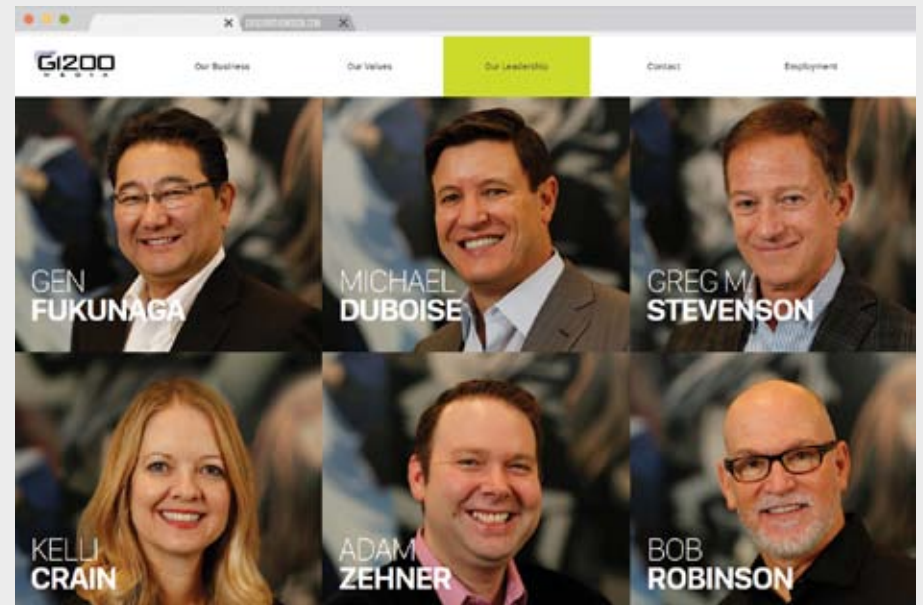 G1200
MEDIA
Our Business
Our Values
Our Leadership
Contact
Employment
GEN
FUKUNAGA
MICHAEL
DUBOISE
GREG M.
STEVENSON
KELLI
CRAIN
ADAM
ZEHNER
BOB
ROBINSON